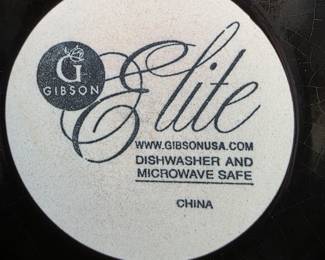 G
GIBSON
Elite
WWW.GIBSONUSA.COM
DISHWASHER AND
MICROWAVE SAFE
CHINA